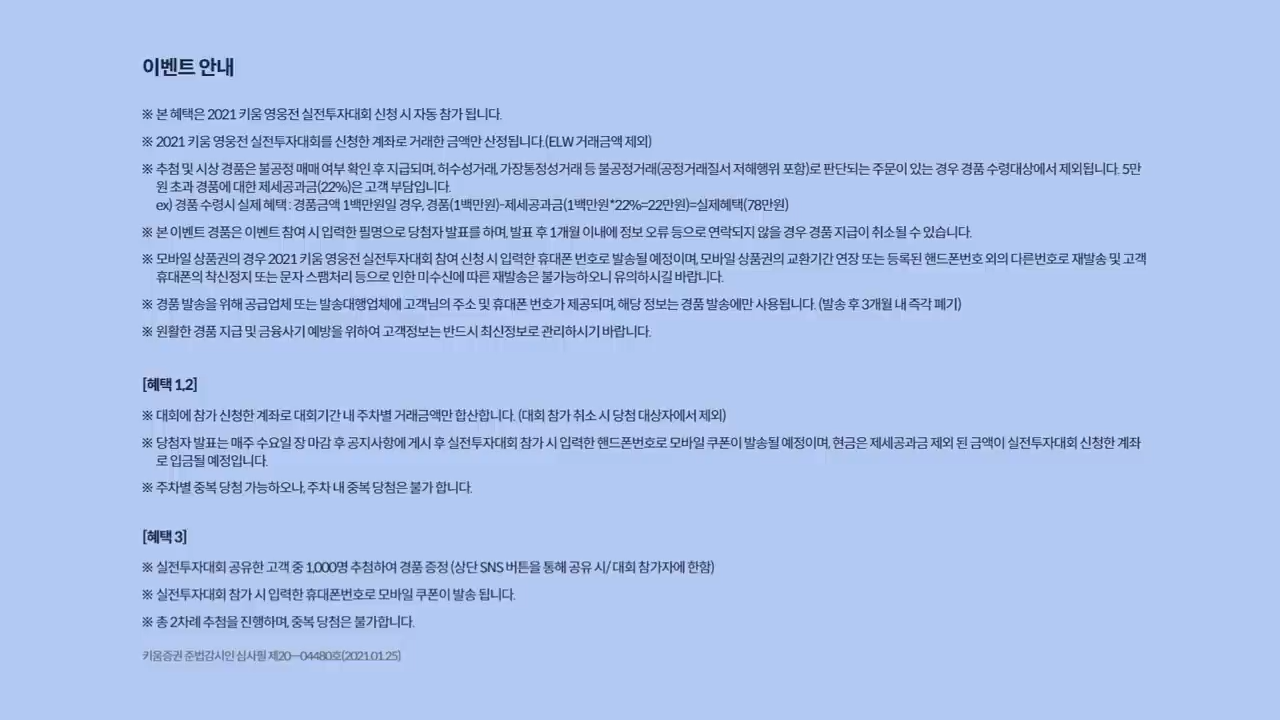 이벤트 안내
※ 본 혜택은 2021 키움 영웅전 실전투자대회 신청 시 자동 참가 됩니다.
※ 2021 키움 영웅전 실전투자대회를 신청한 계좌로 거래한 금액만 산정됩니다.(ELW 거래금액 제외)
※ 추첨 및 시상 경품은 불공정 매매 여부 확인 후 지급되며, 허수성거래, 가장통정성거래 등 불공정거래(공정거래질서 저해행위 포함)로 판단되는 주문이 있는 경우 경품 수령대상에서 제외됩니다. 5만
원 초과 경품에 대한 제세공과금(22%)은 고객 부담입니다.
ex) 경품 수령시 실제 혜택 : 경품금액 1백만원일 경우, 경품(1백만원)-제세공과금(1백만원*22%=22만원)=실제혜택(78만원)
※ 본 이벤트 경품은 이벤트 참여 시 입력한 필명으로 당첨자 발표를 하며, 발표 후 1개월 이내에 정보 오류 등으로 연락되지 않을 경우 경품 지급이 취소될 수 있습니다.
※ 모바일 상품권의 경우 2021 키움 영웅전 실전투자대회 참여 신청 시 입력한 휴대폰 번호로 발송될 예정이며, 모바일 상품권의 교환기간 연장 또는 등록된 핸드폰번호 외의 다른번호로 재발송 및 고객
휴대폰의 착신정지 또는 문자 스팸처리 등으로 인한 미수신에 따른 재발송은 불가능하오니 유의하시길 바랍니다.
※ 경품 발송을 위해 공급업체 또는 발송대행업체에 고객님의 주소 및 휴대폰 번호가 제공되며, 해당 정보는 경품 발송에만 사용됩니다. (발송 후 3개월 내 즉각 폐기)
※ 원활한 경품 지급 및 금융사기 예방을 위하여 고객정보는 반드시 최신정보로 관리하시기 바랍니다.
[혜택 1,2]
※ 대회에 참가 신청한 계좌로 대회기간 내 주차별 거래금액만 합산합니다. (대회 참가 취소 시 당첨 대상자에서 제외)
※ 당첨자 발표는 매주 수요일 장 마감 후 공지사항에 게시 후 실전투자대회 참가 시 입력한 핸드폰번호로 모바일 쿠폰이 발송될 예정이며, 현금은 제세공과금 제외 된 금액이 실전투자대회 신청한 계좌
로 입금될 예정입니다.
※ 주차별 중복 당첨 가능하오나, 주차 내 중복 당첨은 불가 합니다.
[혜택 3]
※ 실전투자대회 공유한 고객 중 1,000명 추첨하여 경품 증정 (상단 SNS 버튼을 통해 공유 시/ 대회 참가자에 한함)
※ 실전투자대회 참가 시 입력한 휴대폰번호로 모바일 쿠폰이 발송 됩니다.
※ 총 2차례 추첨을 진행하며, 중복 당첨은 불가합니다.
키움증권 준법감시인 심사필 제20—04480호(2021.01.25)